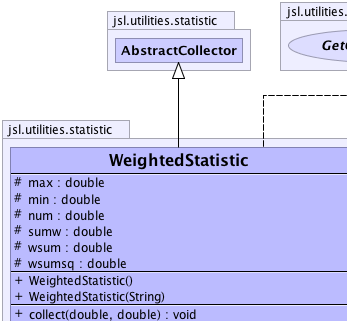 jsl.utilities.statistic
AbstractCollector
jsl.utilities.
jsl.utilities.statistic
WeightedStatistic
# max : double
# min : double
# num : double
# sumw : double
# wsum : double
# wsumsq : double
+ WeightedStatistic()
+ WeightedStatistic(String)
+ collect(double, double) : void